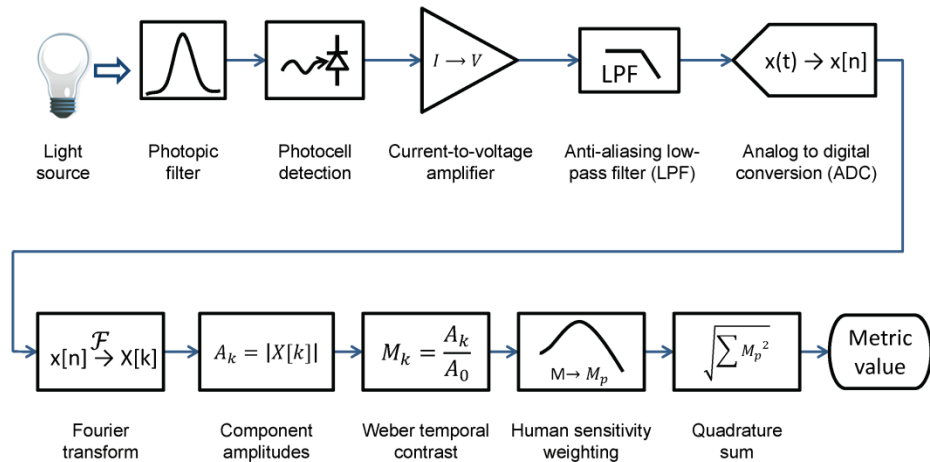 I → V
LPF
x(t) → x[n]
Light
source
Photopic
filter
Photocell
detection
Current-to-voltage
amplifier
Anti-aliasing low-
pass filter (LPF)
Analog to digital
conversion (ADC)
ℱ
x[n] → X[k]
A_k = |X[k]|
M_k = A_k / A_0
M → M_p
√∑ M_p²
Metric
value
Fourier
transform
Component
amplitudes
Weber temporal
contrast
Human sensitivity
weighting
Quadrature
sum